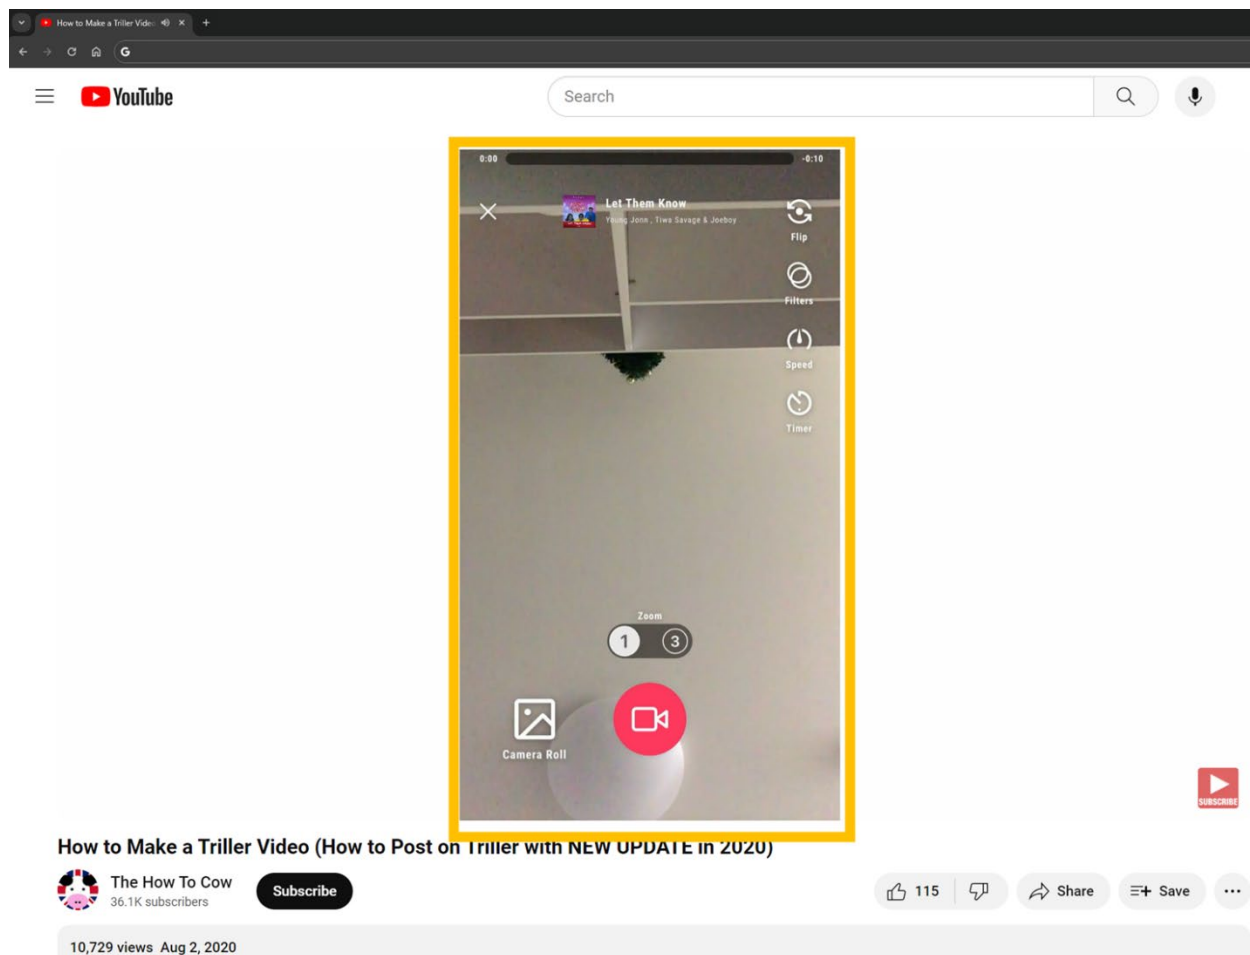 How to Make a Triller Vide
YouTube
Search
0:00
-0:10
Let Them Know
Young Jonn , Tiwa Savage & Joeboy
Flip
Filters
Speed
Timer
Zoom
1 3
Camera Roll
SUBSCRIBE
How to Make a Triller Video (How to Post on Triller with NEW UPDATE in 2020)
The How To Cow
36.1K subscribers
Subscribe
115
Share
Save
10,729 views Aug 2, 2020